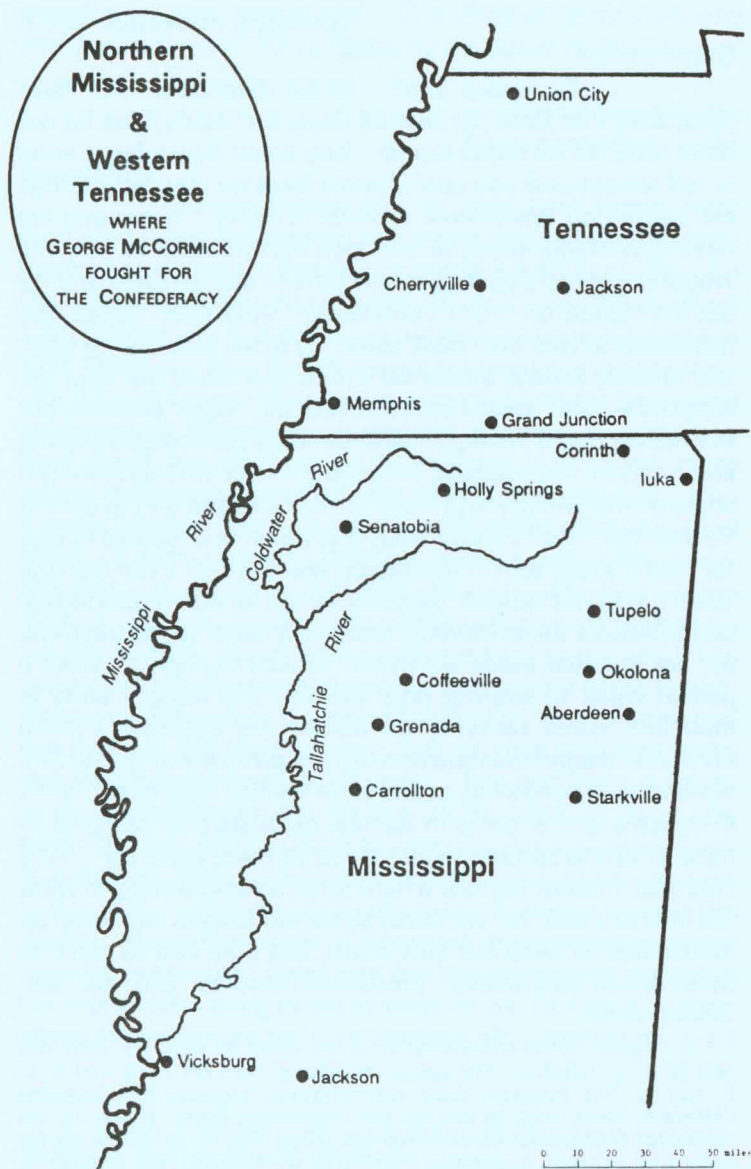 Northern
Mississippi
&
Western
Tennessee
WHERE
GEORGE MCCORMICK
FOUGHT FOR
THE CONFEDERACY
Union City
Tennessee
Cherryville
Jackson
Memphis
Grand Junction
Corinth
Iuka
River
Holly Springs
Coldwater
Senatobia
River
Mississippi
River
Tupelo
Tallahatchie
Coffeeville
Okolona
Grenada
Aberdeen
Carrollton
Starkville
Mississippi
Vicksburg
Jackson
0 10 20 30 40 50 miles